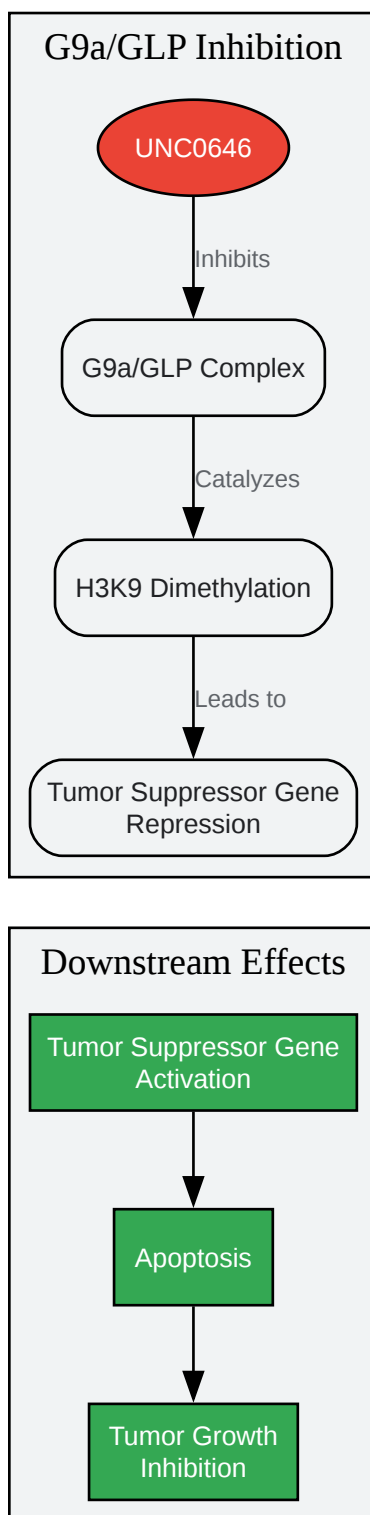 G9a/GLP Inhibition
UNC0646
Inhibits
G9a/GLP Complex
Catalyzes
H3K9 Dimethylation
Leads to
Tumor Suppressor Gene
Repression
Downstream Effects
Tumor Suppressor Gene
Activation
Apoptosis
Tumor Growth
Inhibition